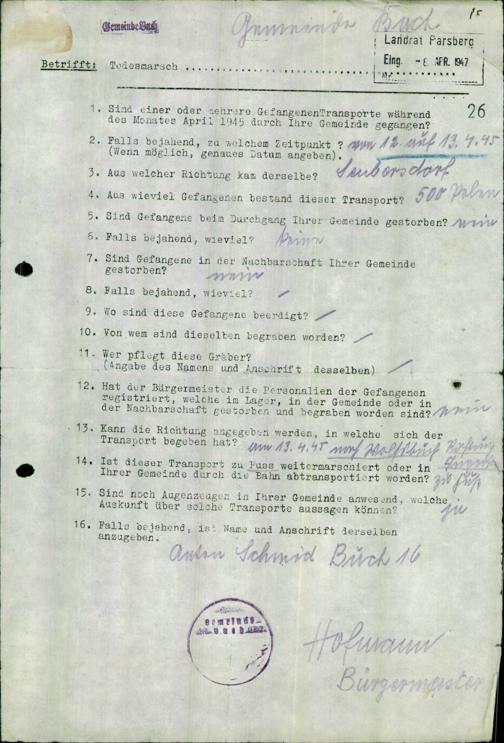 15
Gemeinde Buch
Gemeinde Buch
Landrat Parsberg
Eing. - 8 APR. 1947
Betrifft: Todesmarsch ....................................
26
1. Sind einer oder mehrere GefangenenTransporte während
des Monates April 1945 durch Ihre Gemeinde gegangen?
2. Falls bejahend, zu welchem Zeitpunkt ? von 12. auf 13.4.45
(Wenn möglich, genaues Datum angeben).
3. Aus welcher Richtung kam derselbe? Seubersdorf
4. Aus wieviel Gefangenen bestand dieser Transport? 500 Polen
5. Sind Gefangene beim Durchgang Ihrer Gemeinde gestorben? nein
6. Falls bejahend, wieviel? keine
7. Sind Gefangene in der Nachbarschaft Ihrer Gemeinde
gestorben? nein
8. Falls bejahend, wieviel? /
9. Wo sind diese Gefangene beerdigt? /
10. Von wem sind dieselben begraben worden? /
11. Wer pflegt diese Gräber?
(Angabe des Namens und Anschrift desselben) /
12. Hat der Bürgermeister die Personalien der Gefangenen
registriert, welche im Lager, in der Gemeinde oder in
der Nachbarschaft gestorben und begraben worden sind? nein
13. Kann die Richtung angegeben werden, in welche sich der
Transport begeben hat? am 13.4.45 nach Wolfsbuch Richtung
14. Ist dieser Transport zu Fuss weitermarschiert oder in
Ihrer Gemeinde durch die Bahn abtransportiert worden? zu Fuß
15. Sind noch Augenzeugen in Ihrer Gemeinde anwesend, welche
Auskunft über solche Transporte aussagen können? ja
16. Falls bejahend, ist Name und Anschrift derselben
anzugeben.
Anton Schmid Buch 16
Gemeinde
Buch
Hofmann
Bürgermeister